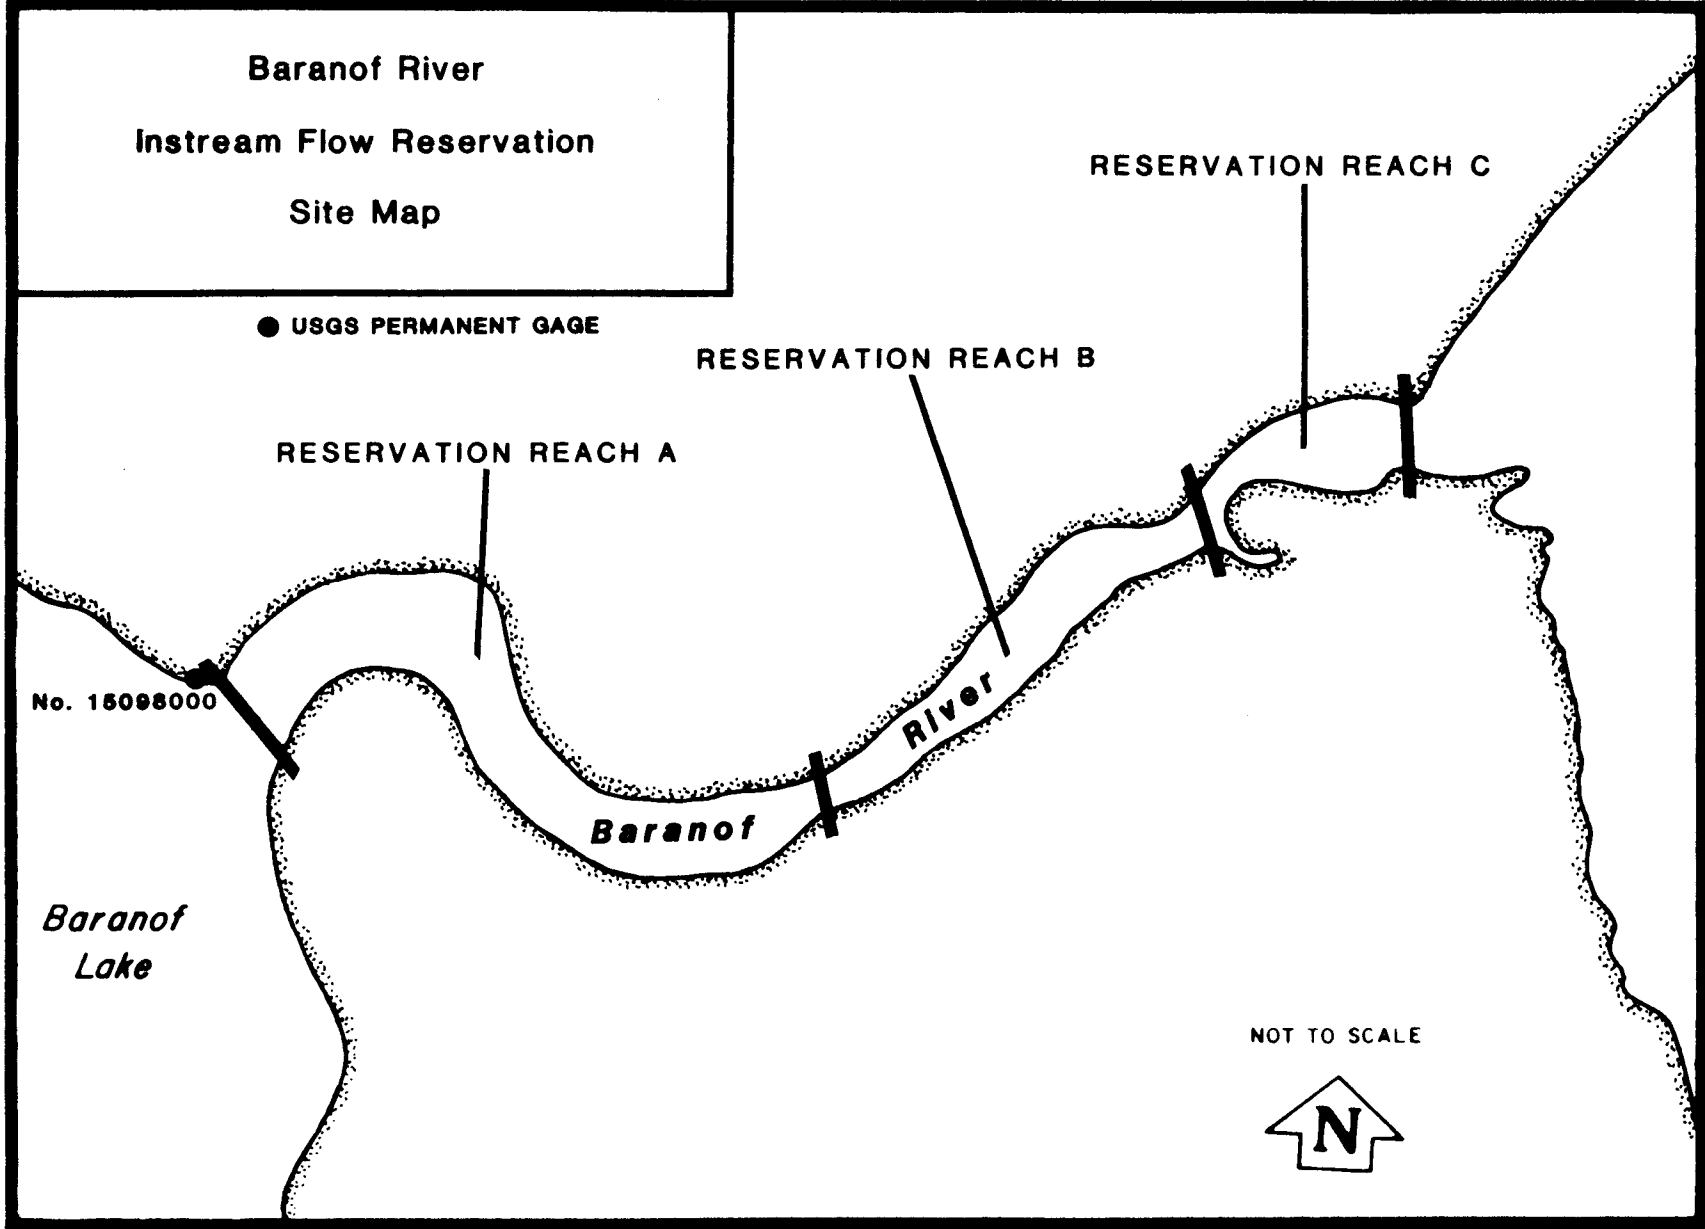 Baranof River
Instream Flow Reservation
Site Map
USGS PERMANENT GAGE
RESERVATION REACH C
RESERVATION REACH B
RESERVATION REACH A
No. 15098000
River
Baranof
Baranof
Lake
NOT TO SCALE
N